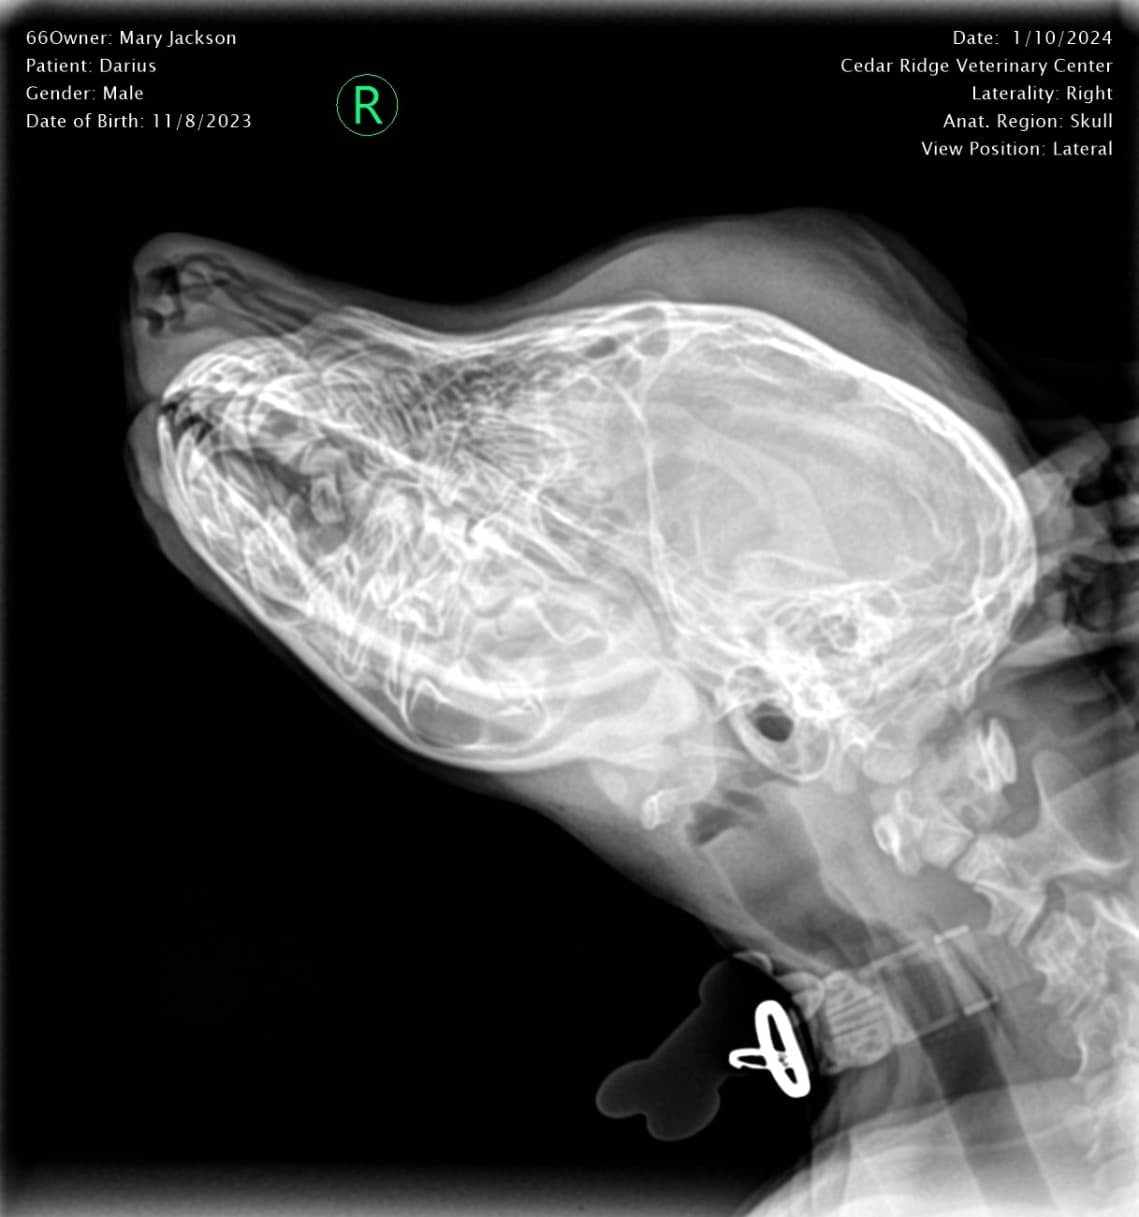 66Owner: Mary Jackson
Patient: Darius
Gender: Male
Date of Birth: 11/8/2023
R
Date: 1/10/2024
Cedar Ridge Veterinary Center
Laterality: Right
Anat. Region: Skull
View Position: Lateral